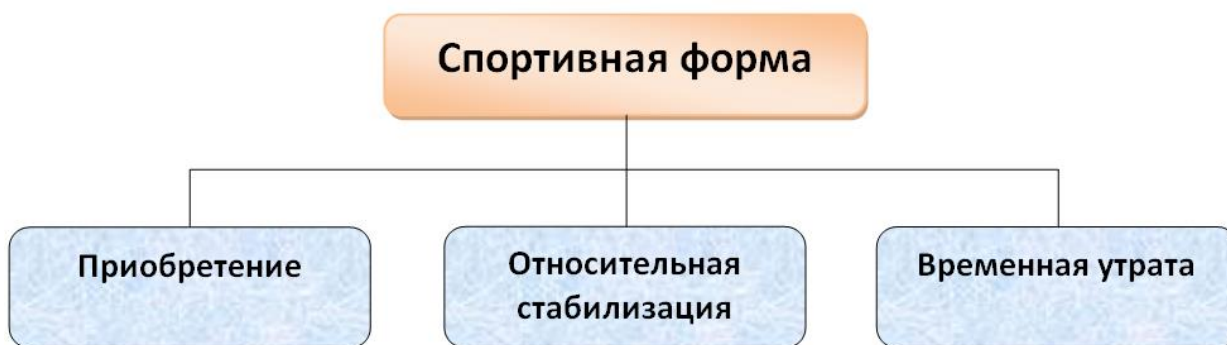 Спортивная форма
Приобретение
Относительная
стабилизация
Временная утрата